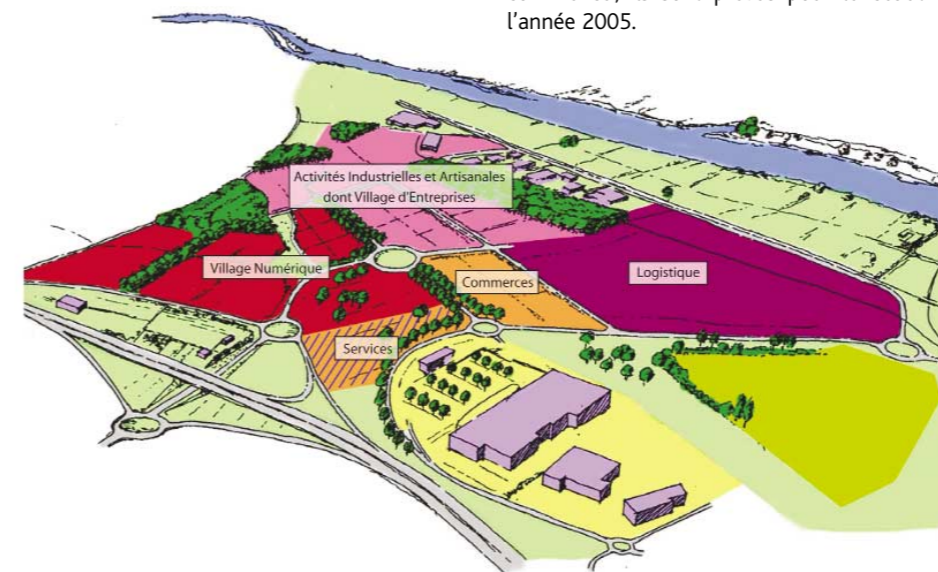 l'année 2005.
Activités Industrielles et Artisanales
dont Village d'Entreprises
Village Numérique
Commerces
Logistique
Services